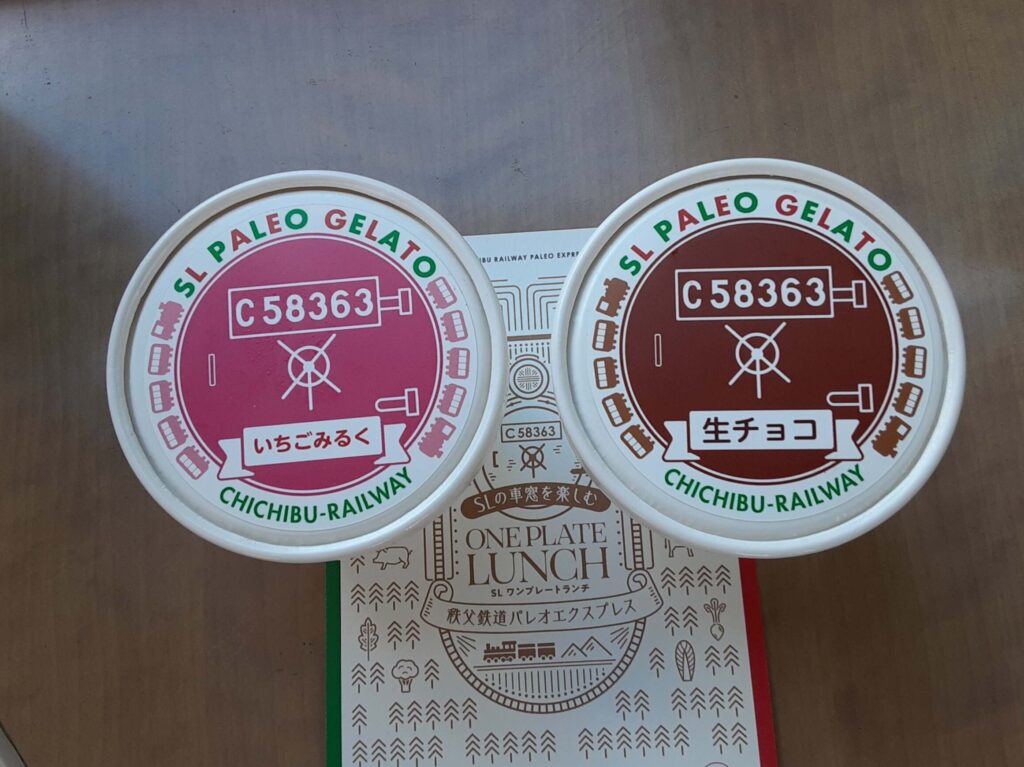 SL PALEO GELATO
C58363
いちごみるく
CHICHIBU-RAILWAY
SL PALEO GELATO
C58363
生チョコ
CHICHIBU-RAILWAY
RAILWAY PALEO
C58363
SLの車窓を楽しむ
ONE PLATE
LUNCH
SL ワンプレートランチ
秩父鉄道パレオエクスプレス